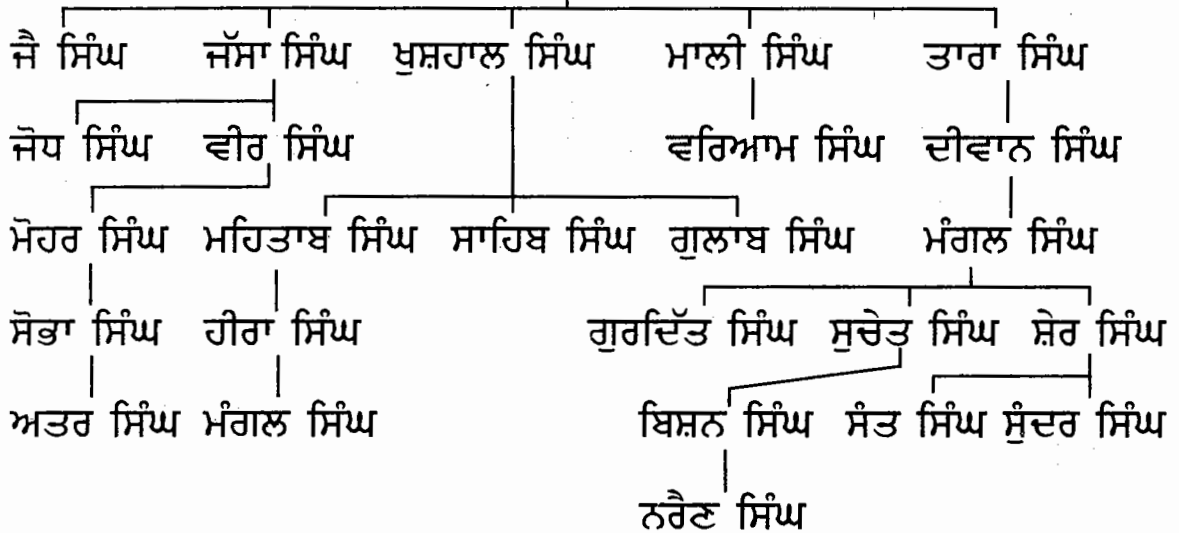 ਜੈ ਸਿੰਘ ਜੱਸਾ ਸਿੰਘ ਖੁਸ਼ਹਾਲ ਸਿੰਘ ਮਾਲੀ ਸਿੰਘ ਤਾਰਾ ਸਿੰਘ
ਜੋਧ ਸਿੰਘ ਵੀਰ ਸਿੰਘ ਵਰਿਆਮ ਸਿੰਘ ਦੀਵਾਨ ਸਿੰਘ
ਮੋਹਰ ਸਿੰਘ ਮਹਿਤਾਬ ਸਿੰਘ ਸਾਹਿਬ ਸਿੰਘ ਗੁਲਾਬ ਸਿੰਘ ਮੰਗਲ ਸਿੰਘ
ਸੋਭਾ ਸਿੰਘ ਹੀਰਾ ਸਿੰਘ ਗੁਰਦਿੱਤ ਸਿੰਘ ਸੁਚੇਤ ਸਿੰਘ ਸ਼ੇਰ ਸਿੰਘ
ਅਤਰ ਸਿੰਘ ਮੰਗਲ ਸਿੰਘ ਬਿਸ਼ਨ ਸਿੰਘ ਸੰਤ ਸਿੰਘ ਸੁੰਦਰ ਸਿੰਘ
ਨਰੈਣ ਸਿੰਘ